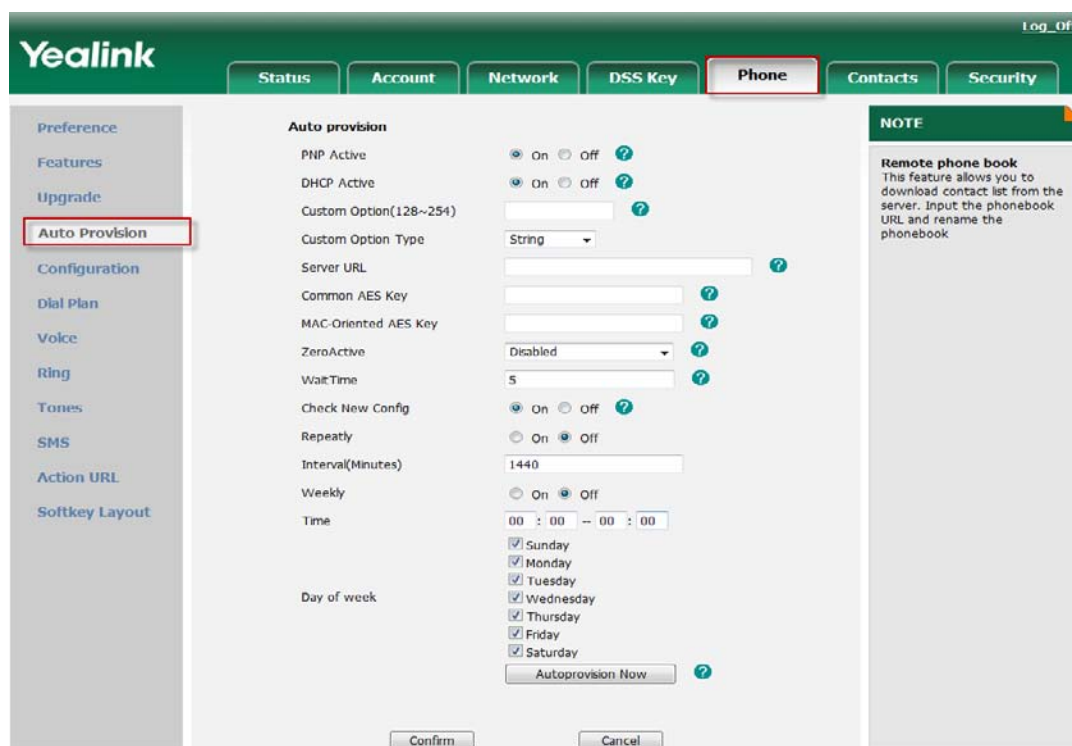 Log_Of
Yealink
Status Account Network DSS Key Phone Contacts Security
Preference
Features
Upgrade
Auto Provision
Configuration
Dial Plan
Voice
Ring
Tones
SMS
Action URL
Softkey Layout
Auto provision
PNP Active On Off ?
DHCP Active On Off ?
Custom Option(128~254) ?
Custom Option Type String
Server URL ?
Common AES Key ?
MAC-Oriented AES Key ?
ZeroActive Disabled ?
WaitTime 5 ?
Check New Config On Off ?
Repeatly On Off
Interval(Minutes) 1440
Weekly On Off
Time 00 : 00 -- 00 : 00
Sunday
Monday
Tuesday
Day of week Wednesday
Thursday
Friday
Saturday
Autoprovision Now ?
Confirm Cancel
NOTE
Remote phone book
This feature allows you to
download contact list from the
server. Input the phonebook
URL and rename the
phonebook